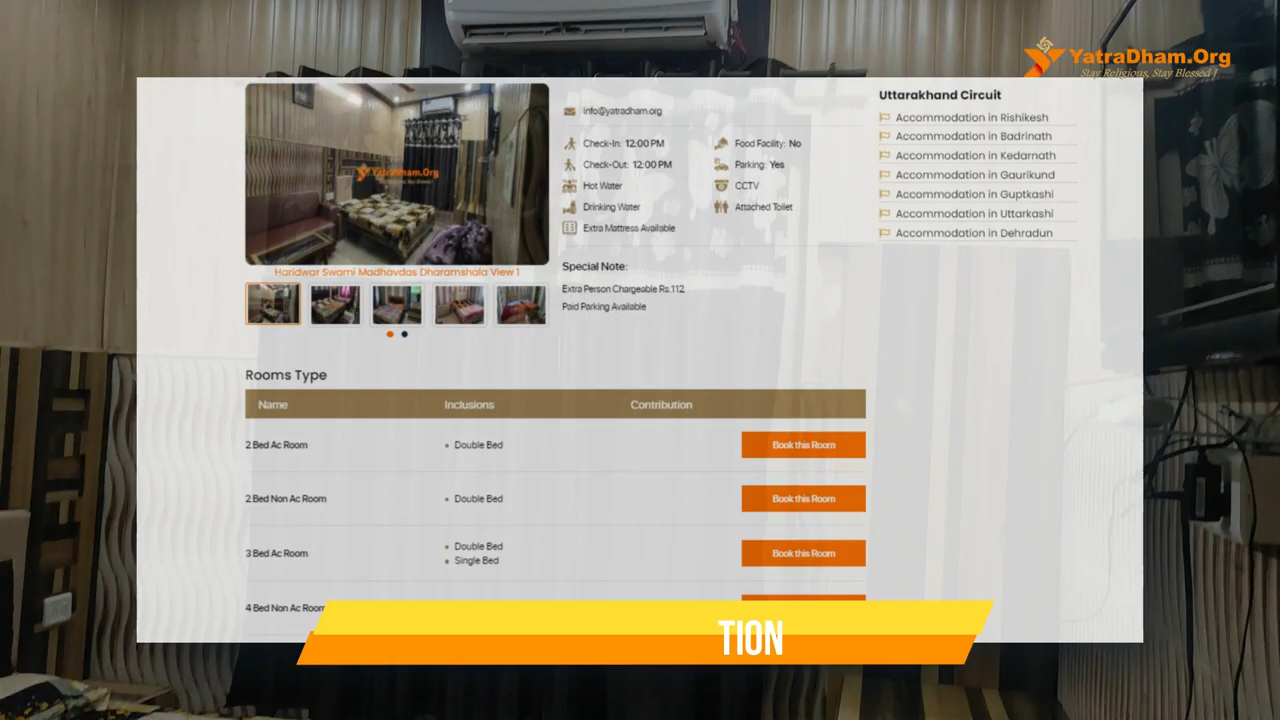 YatraDham.Org
Stay Religious, Stay Blessed.!
YatraDham.Org
Haridwar Swami Madhavdas Dharamshala View 1
info@yatradham.org
Check-In: 12:00 PM
Food Facility: No
Check-Out: 12:00 PM
Parking: Yes
Hot Water
CCTV
Drinking Water
Attached Toilet
Extra Mattress Available
Special Note:
Extra Person Chargeable Rs.112
Paid Parking Available
Uttarakhand Circuit
Accommodation in Rishikesh
Accommodation in Badrinath
Accommodation in Kedarnath
Accommodation in Gaurikund
Accommodation in Guptkashi
Accommodation in Uttarkashi
Accommodation in Dehradun
Rooms Type
Name Inclusions Contribution
2 Bed Ac Room Double Bed Book this Room
2 Bed Non Ac Room Double Bed Book this Room
3 Bed Ac Room Double Bed Book this Room
Single Bed
4 Bed Non Ac Room
TION